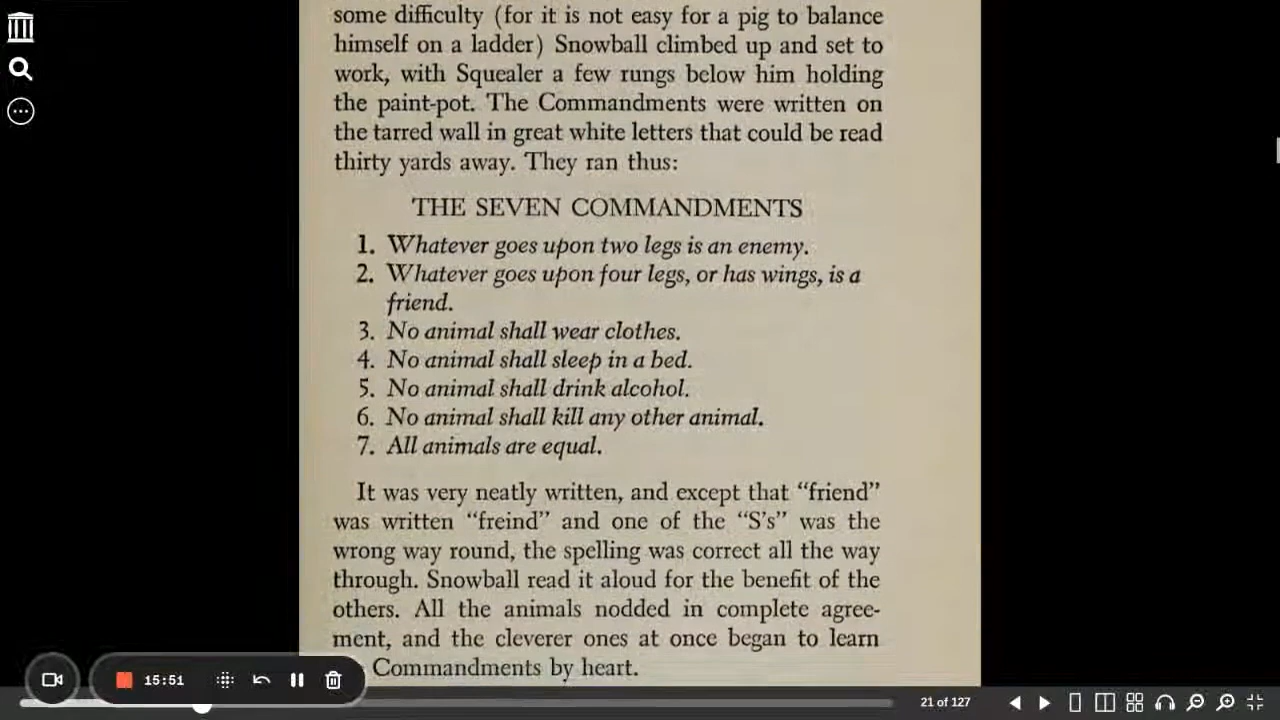 some difficulty (for it is not easy for a pig to balance
himself on a ladder) Snowball climbed up and set to
work, with Squealer a few rungs below him holding
the paint-pot. The Commandments were written on
the tarred wall in great white letters that could be read
thirty yards away. They ran thus:
THE SEVEN COMMANDMENTS
1. Whatever goes upon two legs is an enemy.
2. Whatever goes upon four legs, or has wings, is a
friend.
3. No animal shall wear clothes.
4. No animal shall sleep in a bed.
5. No animal shall drink alcohol.
6. No animal shall kill any other animal.
7. All animals are equal.
It was very neatly written, and except that “friend”
was written “freind” and one of the “S’s” was the
wrong way round, the spelling was correct all the way
through. Snowball read it aloud for the benefit of the
others. All the animals nodded in complete agree-
ment, and the cleverer ones at once began to learn
Commandments by heart.
15:51
21 of 127